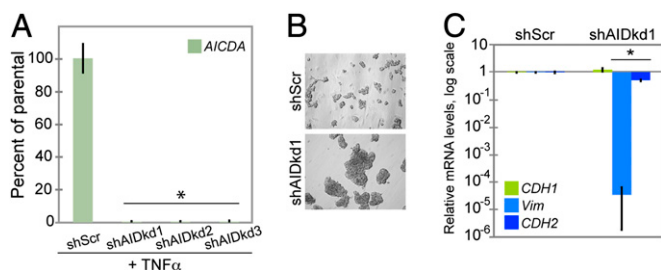 A
Percent of parental
100
80
60
40
20
0
AICDA
*
shScr
shAIDkd1
shAIDkd2
shAIDkd3
+ TNFα
B
shScr
shAIDkd1
C
shScr
shAIDkd1
Relative mRNA levels, log scale
10
1
10-1
10-2
10-3
10-4
10-5
10-6
*
CDH1
Vim
CDH2